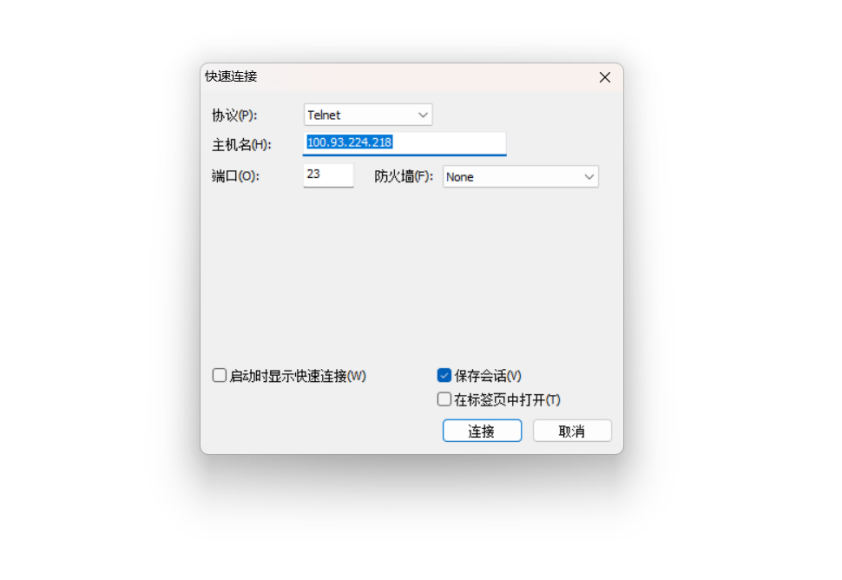 快速连接
协议(P): Telnet
主机名(H): 100.93.224.218
端口(O): 23 防火墙(F): None
启动时显示快速连接(W) 保存会话(V)
在标签页中打开(T)
连接 取消